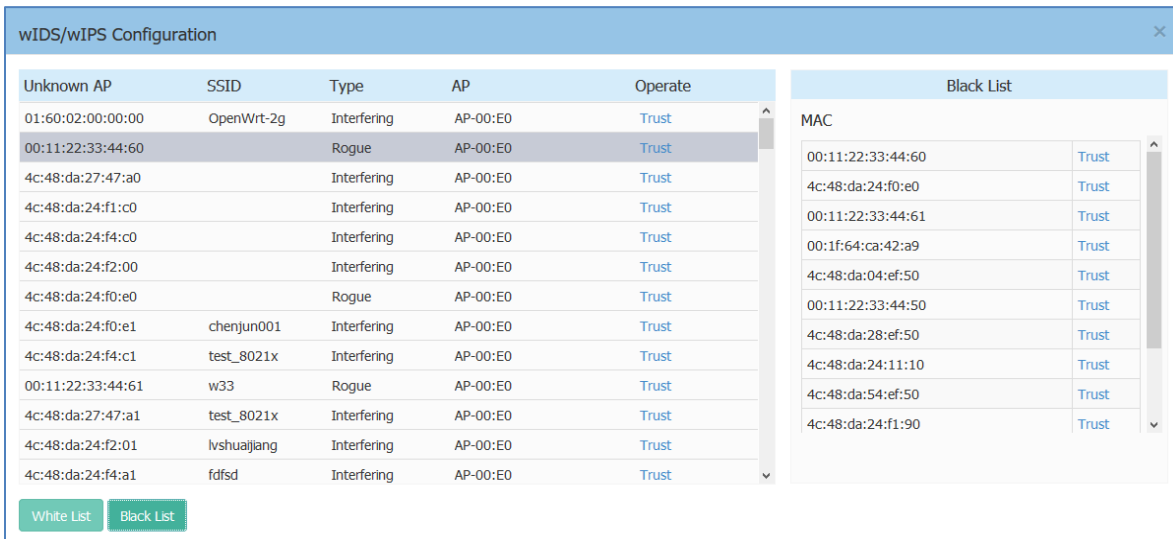 wIDS/wIPS Configuration
Unknown AP SSID Type AP Operate
01:60:02:00:00:00 OpenWrt-2g Interfering AP-00:E0 Trust
00:11:22:33:44:60 Rogue AP-00:E0 Trust
4c:48:da:27:47:a0 Interfering AP-00:E0 Trust
4c:48:da:24:f1:c0 Interfering AP-00:E0 Trust
4c:48:da:24:f4:c0 Interfering AP-00:E0 Trust
4c:48:da:24:f2:00 Interfering AP-00:E0 Trust
4c:48:da:24:f0:e0 Rogue AP-00:E0 Trust
4c:48:da:24:f0:e1 chenjun001 Interfering AP-00:E0 Trust
4c:48:da:24:f4:c1 test_8021x Interfering AP-00:E0 Trust
00:11:22:33:44:61 w33 Rogue AP-00:E0 Trust
4c:48:da:27:47:a1 test_8021x Interfering AP-00:E0 Trust
4c:48:da:24:f2:01 lvshuaijiang Interfering AP-00:E0 Trust
4c:48:da:24:f4:a1 fdfsd Interfering AP-00:E0 Trust
White List Black List
Black List
MAC
00:11:22:33:44:60 Trust
4c:48:da:24:f0:e0 Trust
00:11:22:33:44:61 Trust
00:1f:64:ca:42:a9 Trust
4c:48:da:04:ef:50 Trust
00:11:22:33:44:50 Trust
4c:48:da:28:ef:50 Trust
4c:48:da:24:11:10 Trust
4c:48:da:54:ef:50 Trust
4c:48:da:24:f1:90 Trust